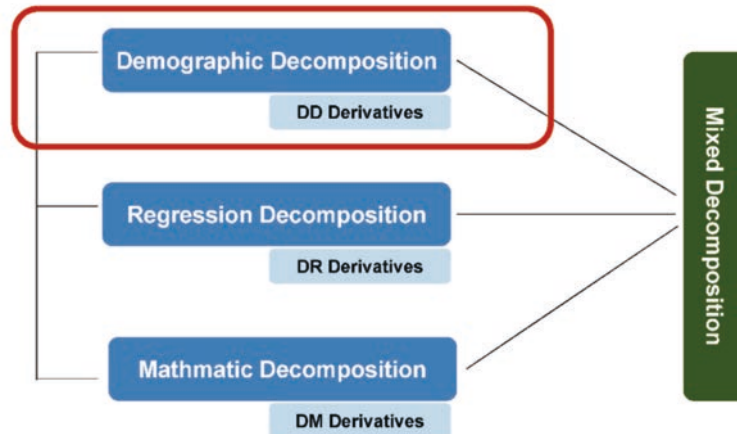 Demographic Decomposition
DD Derivatives
Regression Decomposition
DR Derivatives
Mathmatic Decomposition
DM Derivatives
Mixed Decomposition